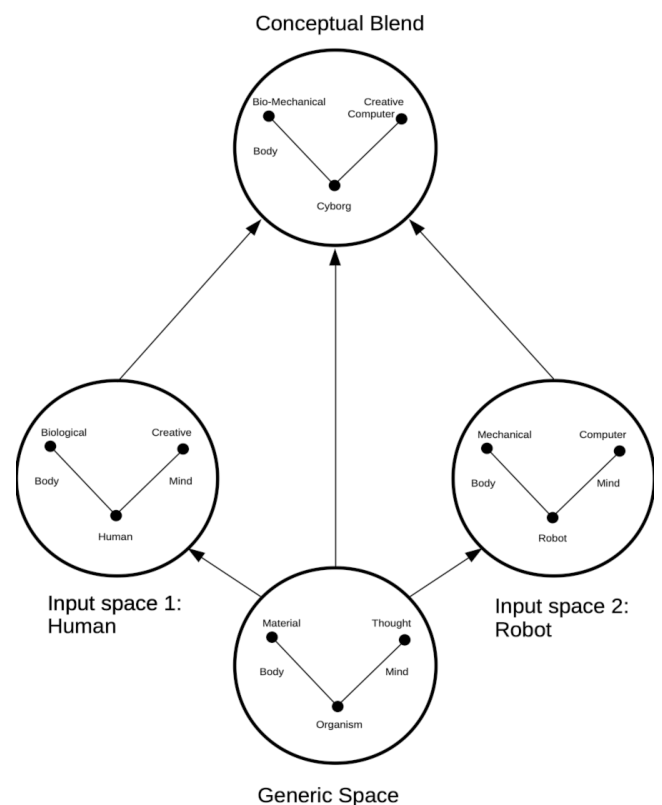 Conceptual Blend
Bio-Mechanical
Creative
Computer
Body
Cyborg
Biological
Creative
Body
Mind
Human
Mechanical
Computer
Body
Mind
Robot
Input space 1:
Human
Input space 2:
Robot
Material
Thought
Body
Mind
Organism
Generic Space